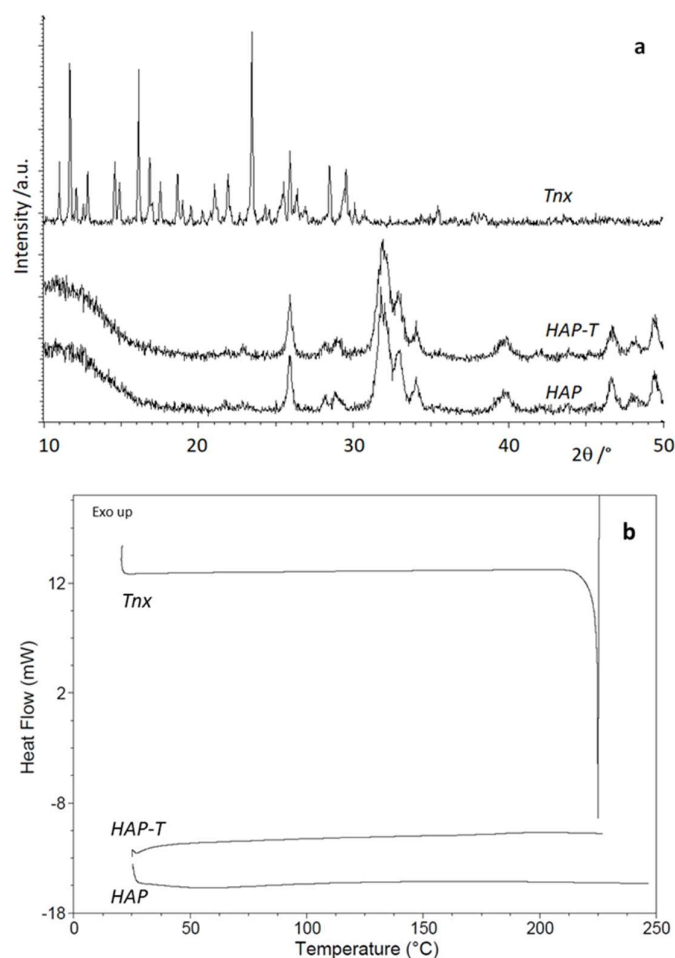 a
Intensity /a.u.
Tnx
HAP-T
HAP
10 20 30 40 50
2θ /°
Exo up
b
12
Tnx
2
Heat Flow (mW)
-8
HAP-T
HAP
-18
0 50 100 150 200 250
Temperature (°C)